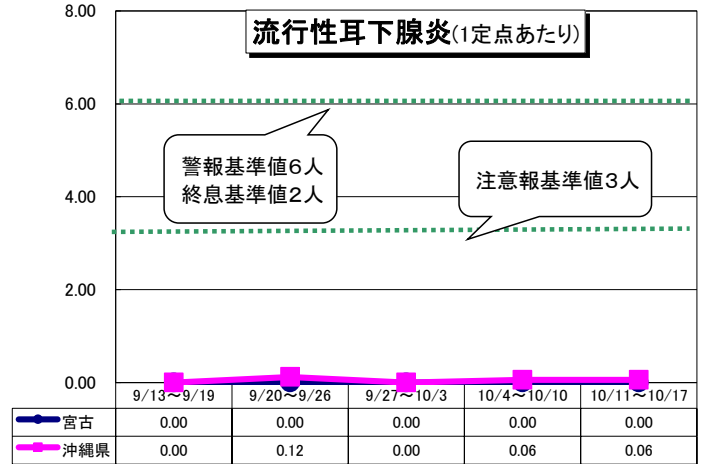 流行性耳下腺炎(1定点あたり)
8.00
6.00
4.00
2.00
0.00
警報基準値6人
終息基準値2人
注意報基準値3人
9/13～9/19 9/20～9/26 9/27～10/3 10/4～10/10 10/11～10/17
宮古 0.00 0.00 0.00 0.00 0.00
沖縄県 0.00 0.12 0.00 0.06 0.06